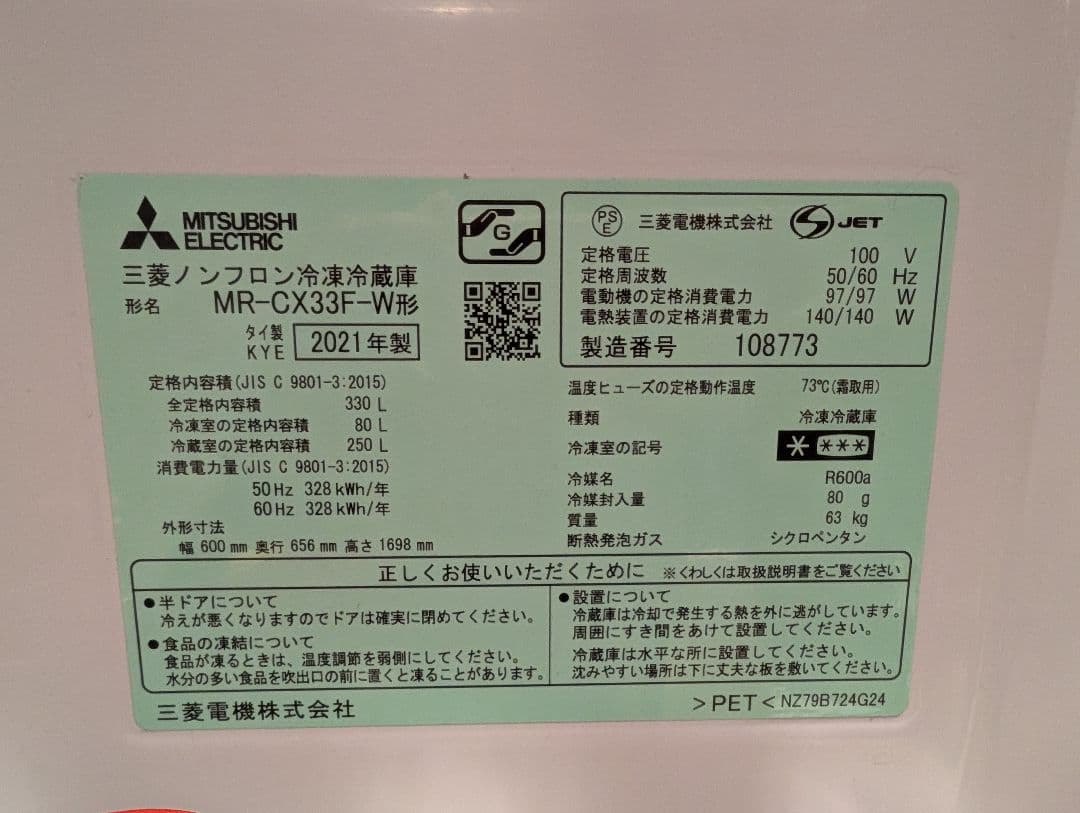 MITSUBISHI
ELECTRIC
三菱ノンフロン冷凍冷蔵庫
形名 MR-CX33F-W形
タイ製
KYE 2021年製
G
定格内容積(JIS C 9801-3:2015)
全定格内容積 330 L
冷凍室の定格内容積 80 L
冷蔵室の定格内容積 250 L
消費電力量(JIS C 9801-3:2015)
50Hz 328kWh/年
60Hz 328kWh/年
外形寸法
幅 600mm 奥行 656mm 高さ 1698mm
PS
E 三菱電機株式会社 JET
定格電圧 100 V
定格周波数 50/60 Hz
電動機の定格消費電力 97/97 W
電熱装置の定格消費電力 140/140 W
製造番号 108773
温度ヒューズの定格動作温度 73℃(霜取用)
種類 冷凍冷蔵庫
冷凍室の記号 * ***
冷媒名 R600a
冷媒封入量 80 g
質量 63 kg
断熱発泡ガス シクロペンタン
正しくお使いいただくために ※くわしくは取扱説明書をご覧ください
●半ドアについて
冷えが悪くなりますのでドアは確実に閉めてください。
●食品の凍結について
食品が凍るときは、温度調節を弱側にしてください。
水分の多い食品を吹出口の前に置くと凍ることがあります。
●設置について
冷蔵庫は冷却で発生する熱を外に逃がしています。
周囲にすき間をあけて設置してください。
冷蔵庫は水平な所に設置してください。
沈みやすい場所は下に丈夫な板を敷いてください。
三菱電機株式会社
>PET< NZ79B724G24